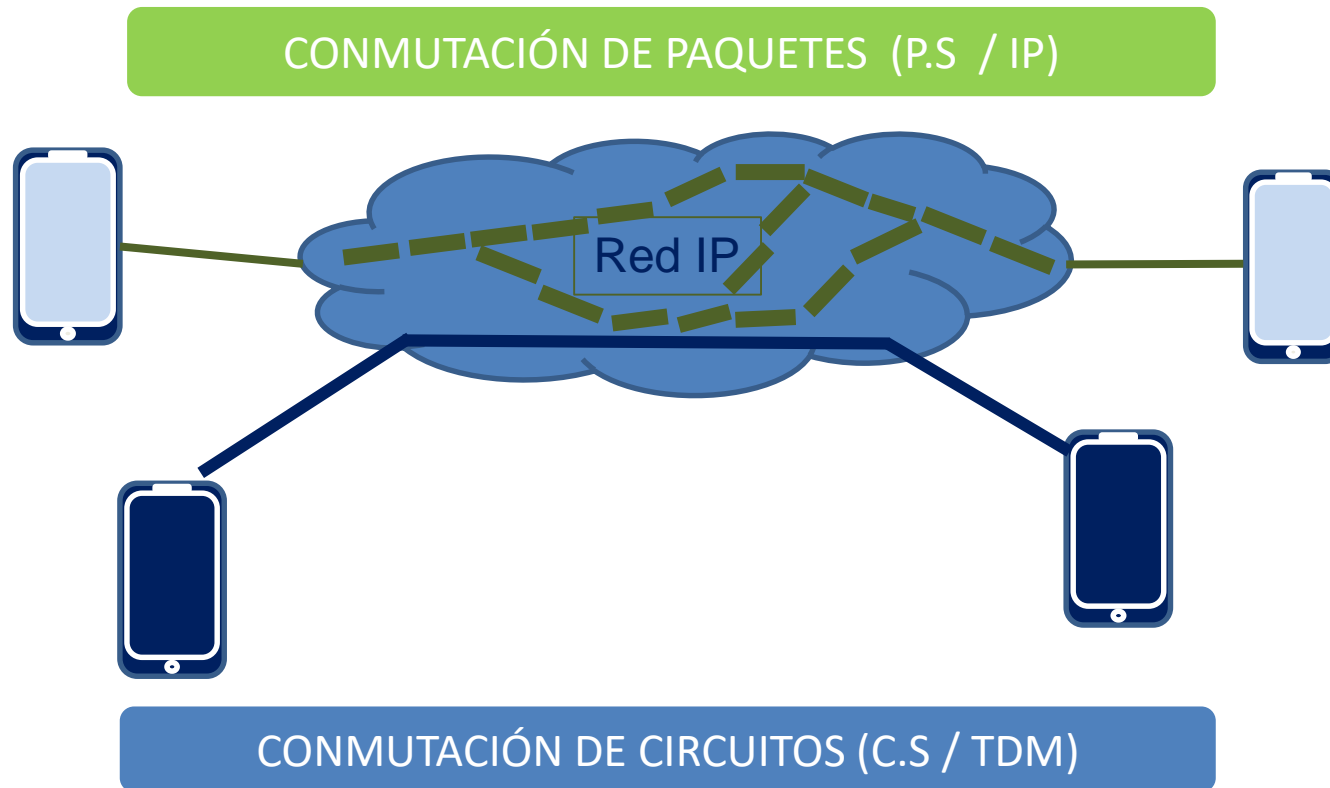 CONMUTACIÓN DE PAQUETES  (P.S  / IP)
Red IP
CONMUTACIÓN DE CIRCUITOS (C.S / TDM)